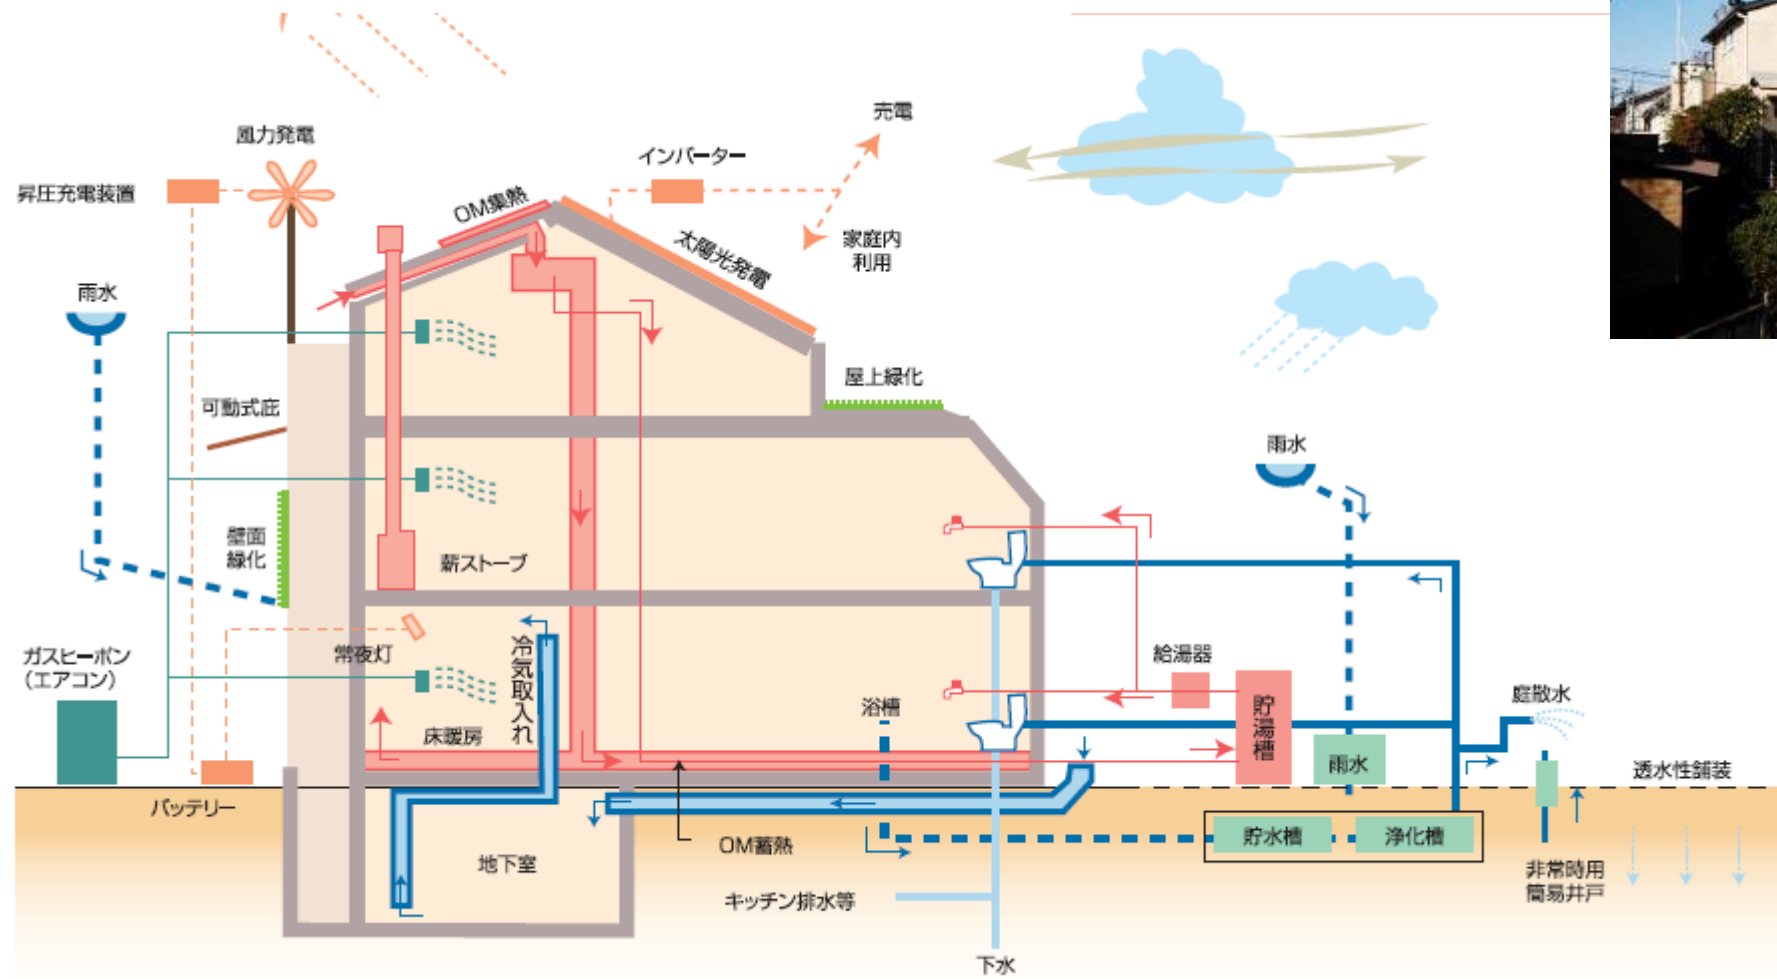 売電
風力発電
インバーター
昇圧充電装置
OM集熱
太陽光発電
家庭内
利用
雨水
屋上緑化
可動式庇
雨水
壁面
緑化
薪ストーブ
常夜灯
冷気取入れ
ガスヒーポン
(エアコン)
給湯器
庭散水
浴槽
貯湯槽
床暖房
雨水
透水性舗装
バッテリー
OM蓄熱
貯水槽
浄化槽
地下室
非常時用
簡易井戸
キッチン排水等
下水